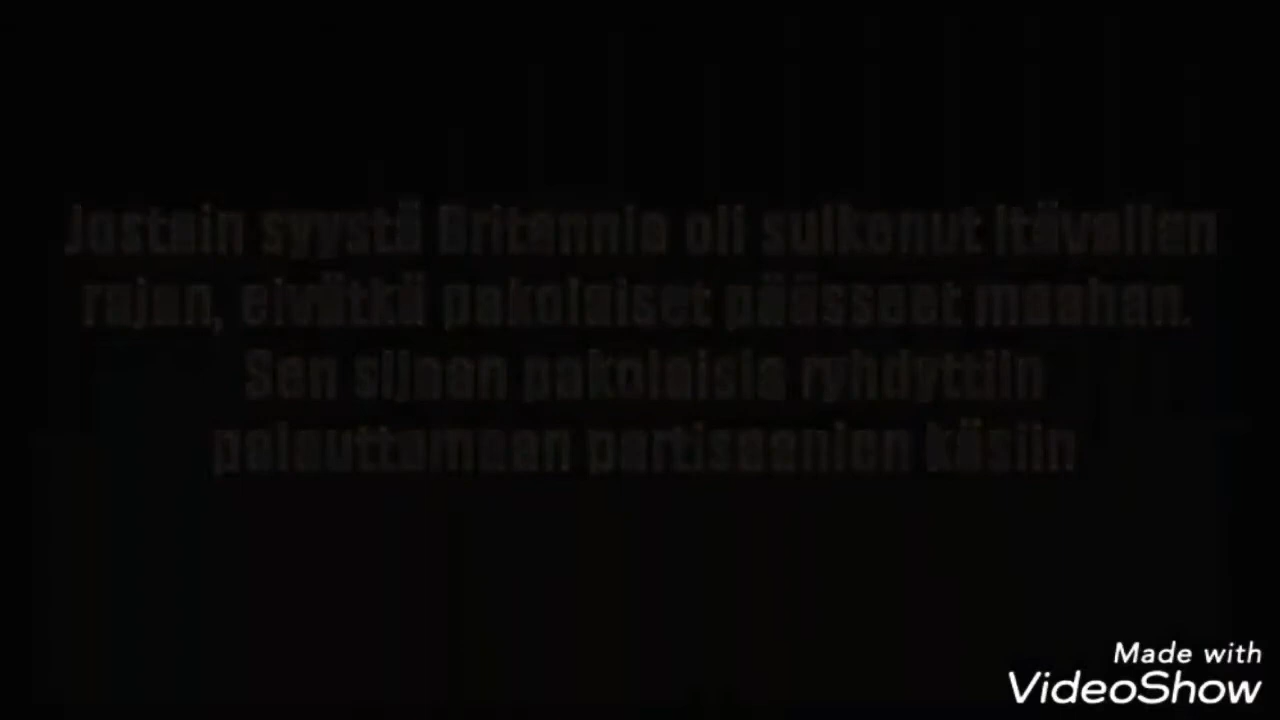 Jostain syystä Britannia oli sulkenut Itävallan
rajan, eivätkä pakolaiset päässeet maahan.
Sen sijaan pakolaisia ryhdyttiin
palauttamaan partisaanien käsiin
Made with
VideoShow